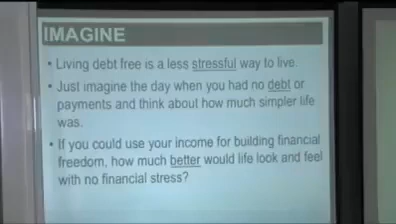 IMAGINE
• Living debt free is a less stressful way to live.
• Just imagine the day when you had no debt or
payments and think about how much simpler life
was.
• If you could use your income for building financial
freedom, how much better would life look and feel
with no financial stress?